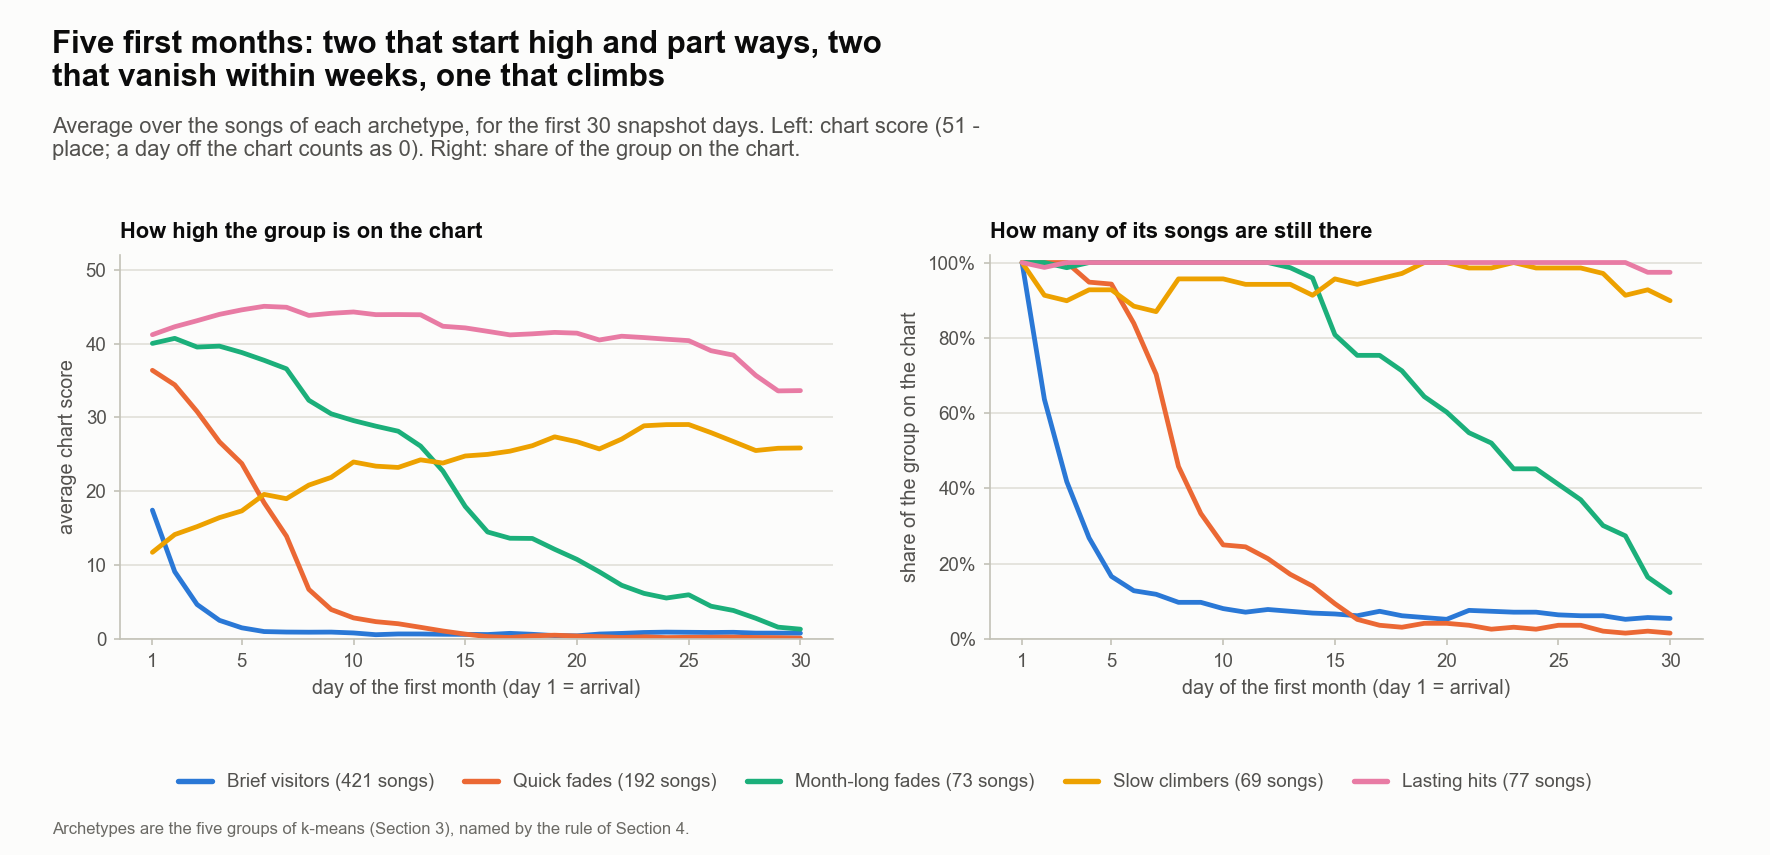 Five first months: two that start high and part ways, two
that vanish within weeks, one that climbs
Average over the songs of each archetype, for the first 30 snapshot days. Left: chart score (51 -
place; a day off the chart counts as 0). Right: share of the group on the chart.
How high the group is on the chart
50
40
30
20
10
0
average chart score
1 5 10 15 20 25 30
day of the first month (day 1 = arrival)
How many of its songs are still there
100%
80%
60%
40%
20%
0%
share of the group on the chart
1 5 10 15 20 25 30
day of the first month (day 1 = arrival)
Brief visitors (421 songs) Quick fades (192 songs) Month-long fades (73 songs) Slow climbers (69 songs) Lasting hits (77 songs)
Archetypes are the five groups of k-means (Section 3), named by the rule of Section 4.